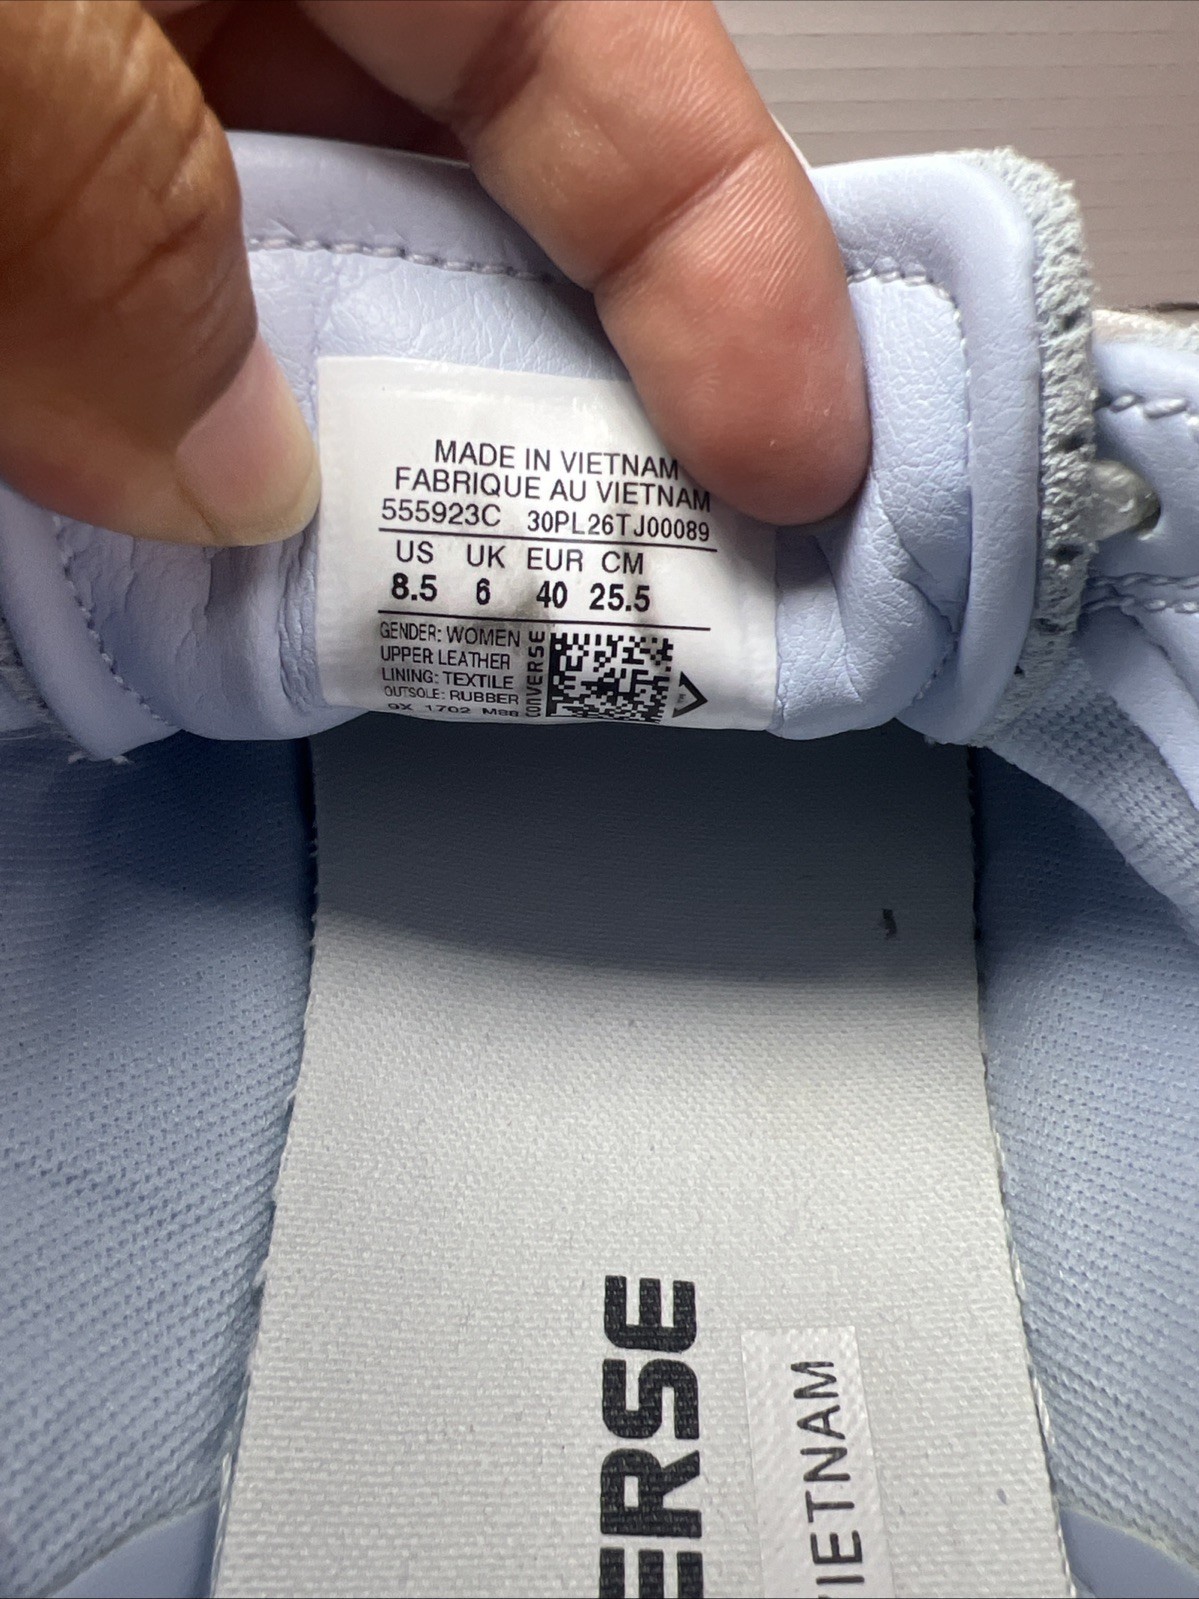 MADE IN VIETNAM
FABRIQUE AU VIETNAM
555923C 30PL26TJ00089
US UK EUR CM
8.5 6 40 25.5
GENDER: WOMEN
UPPER LEATHER
LINING: TEXTILE
OUTSOLE: RUBBER
1702
CONVERSE
ERSE
VIETNAM